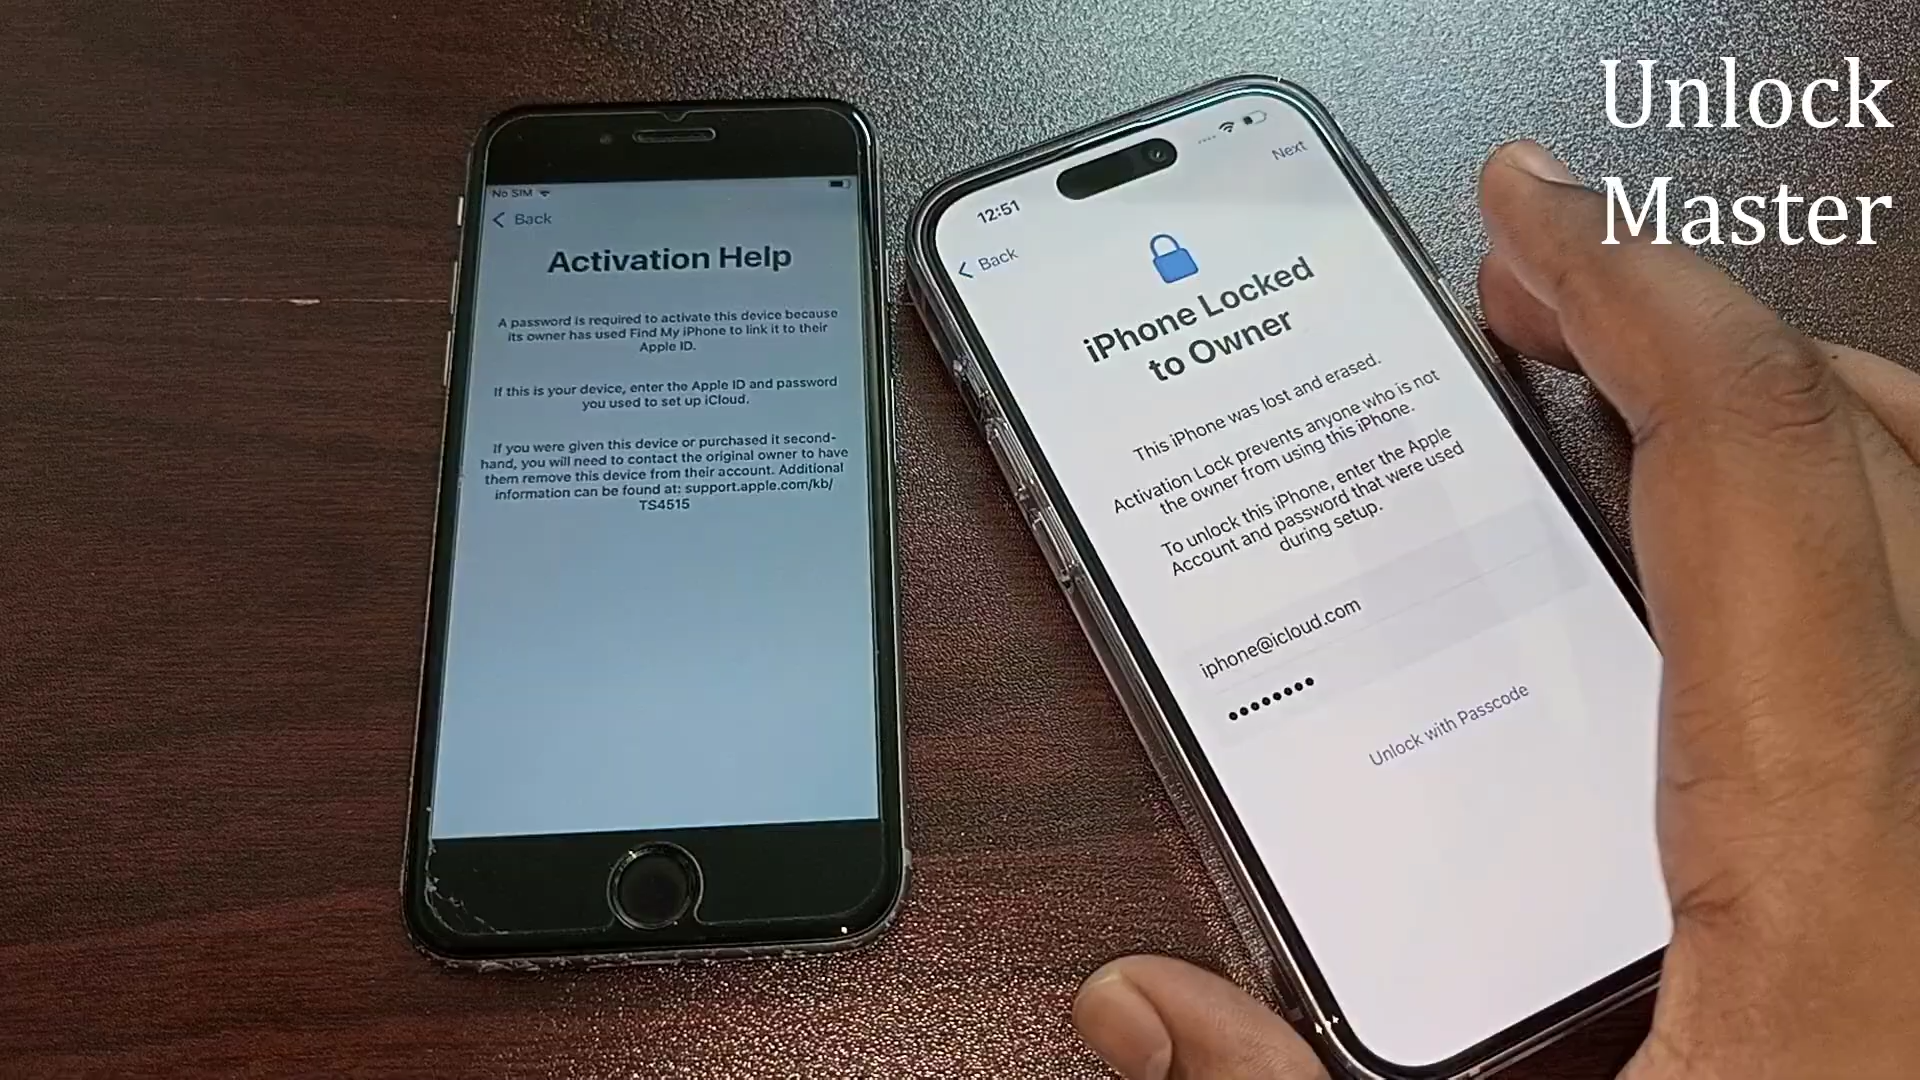 Unlock
Master
No SIM
Back
Activation Help
A password is required to activate this device because
its owner has used Find My iPhone to link it to their
Apple ID.
If this is your device, enter the Apple ID and password
you used to set up iCloud.
If you were given this device or purchased it second-
hand, you will need to contact the original owner to have
them remove this device from their account. Additional
information can be found at: support.apple.com/kb/
TS4515
12:51
Back
Next
iPhone Locked
to Owner
This iPhone was lost and erased.
Activation Lock prevents anyone who is not
the owner from using this iPhone.
To unlock this iPhone, enter the Apple
Account and password that were used
during setup.
iphone@icloud.com
••••••••
Unlock with Passcode